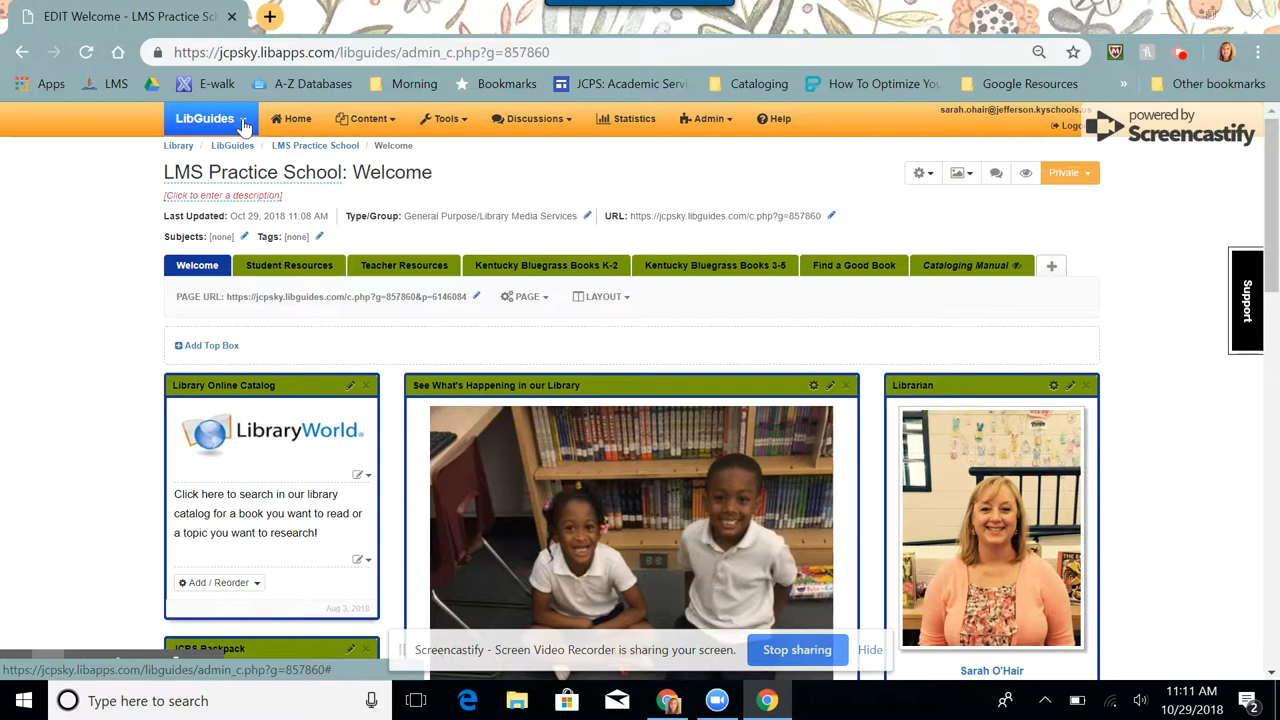 EDIT Welcome - LMS Practice School
https://jcpsky.libapps.com/libguides/admin_c.php?g=857860
Apps LMS E-walk A-Z Databases Morning Bookmarks JCPS: Academic Servi Cataloging How To Optimize You Google Resources » Other bookmarks
LibGuides Home Content Tools Discussions Statistics Admin Help
sarah.ohair@jefferson.kyschools.us
powered by
Screencastify
Library / LibGuides / LMS Practice School / Welcome
LMS Practice School: Welcome
Private
[Click to enter a description]
Last Updated: Oct 29, 2018 11:08 AM Type/Group: General Purpose/Library Media Services URL: https://jcpsky.libguides.com/c.php?g=857860
Subjects: [none] Tags: [none]
Welcome Student Resources Teacher Resources Kentucky Bluegrass Books K-2 Kentucky Bluegrass Books 3-5 Find a Good Book Cataloging Manual
PAGE URL: https://jcpsky.libguides.com/c.php?g=857860&p=6146084 PAGE LAYOUT
Support
Add Top Box
Library Online Catalog
See What's Happening in our Library
Librarian
LibraryWorld
Click here to search in our library
catalog for a book you want to read or
a topic you want to research!
Add / Reorder
Aug 3, 2018
JCPS Backpack
Screencastify - Screen Video Recorder is sharing your screen. Stop sharing Hide
Sarah O'Hair
https://jcpsky.libapps.com/libguides/admin_c.php?g=857860#
Type here to search
11:11 AM
10/29/2018
2